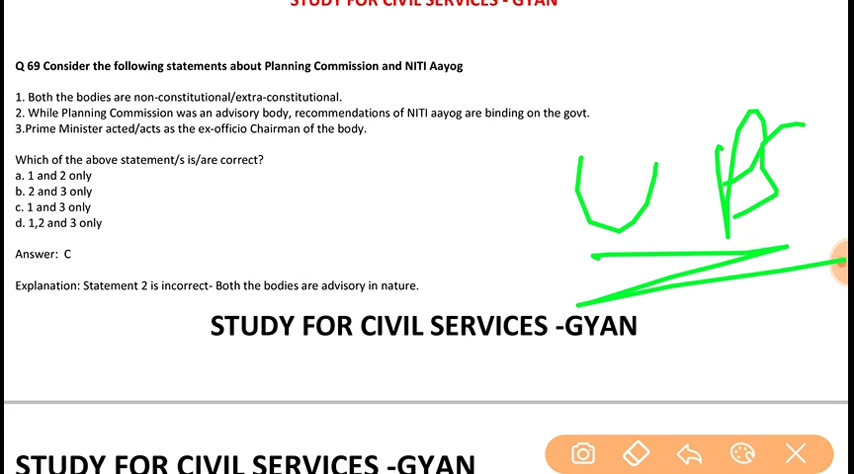 STUDY FOR CIVIL SERVICES - GYAN
Q 69 Consider the following statements about Planning Commission and NITI Aayog
1. Both the bodies are non-constitutional/extra-constitutional.
2. While Planning Commission was an advisory body, recommendations of NITI aayog are binding on the govt.
3.Prime Minister acted/acts as the ex-officio Chairman of the body.
Which of the above statement/s is/are correct?
a. 1 and 2 only
b. 2 and 3 only
c. 1 and 3 only
d. 1,2 and 3 only
Answer: C
Explanation: Statement 2 is incorrect- Both the bodies are advisory in nature.
STUDY FOR CIVIL SERVICES -GYAN
STUDY FOR CIVIL SERVICES -GYAN